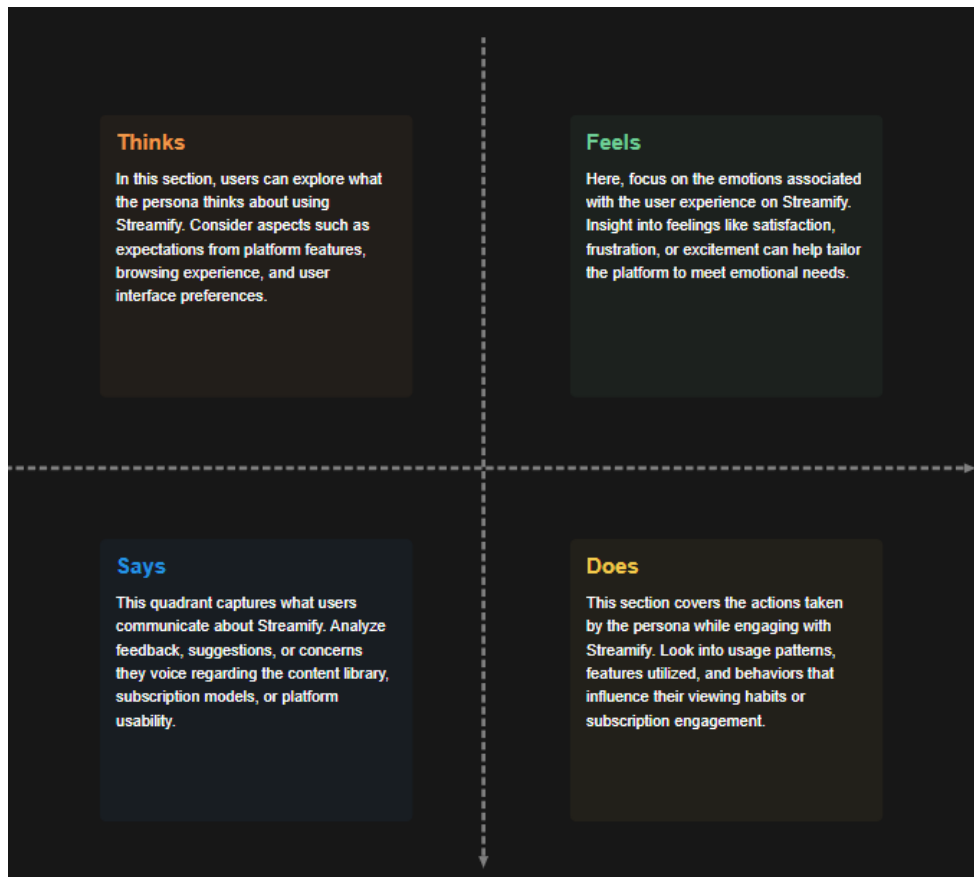 Thinks
In this section, users can explore what
the persona thinks about using
Streamify. Consider aspects such as
expectations from platform features,
browsing experience, and user
interface preferences.
Feels
Here, focus on the emotions associated
with the user experience on Streamify.
Insight into feelings like satisfaction,
frustration, or excitement can help tailor
the platform to meet emotional needs.
Says
This quadrant captures what users
communicate about Streamify. Analyze
feedback, suggestions, or concerns
they voice regarding the content library,
subscription models, or platform
usability.
Does
This section covers the actions taken
by the persona while engaging with
Streamify. Look into usage patterns,
features utilized, and behaviors that
influence their viewing habits or
subscription engagement.